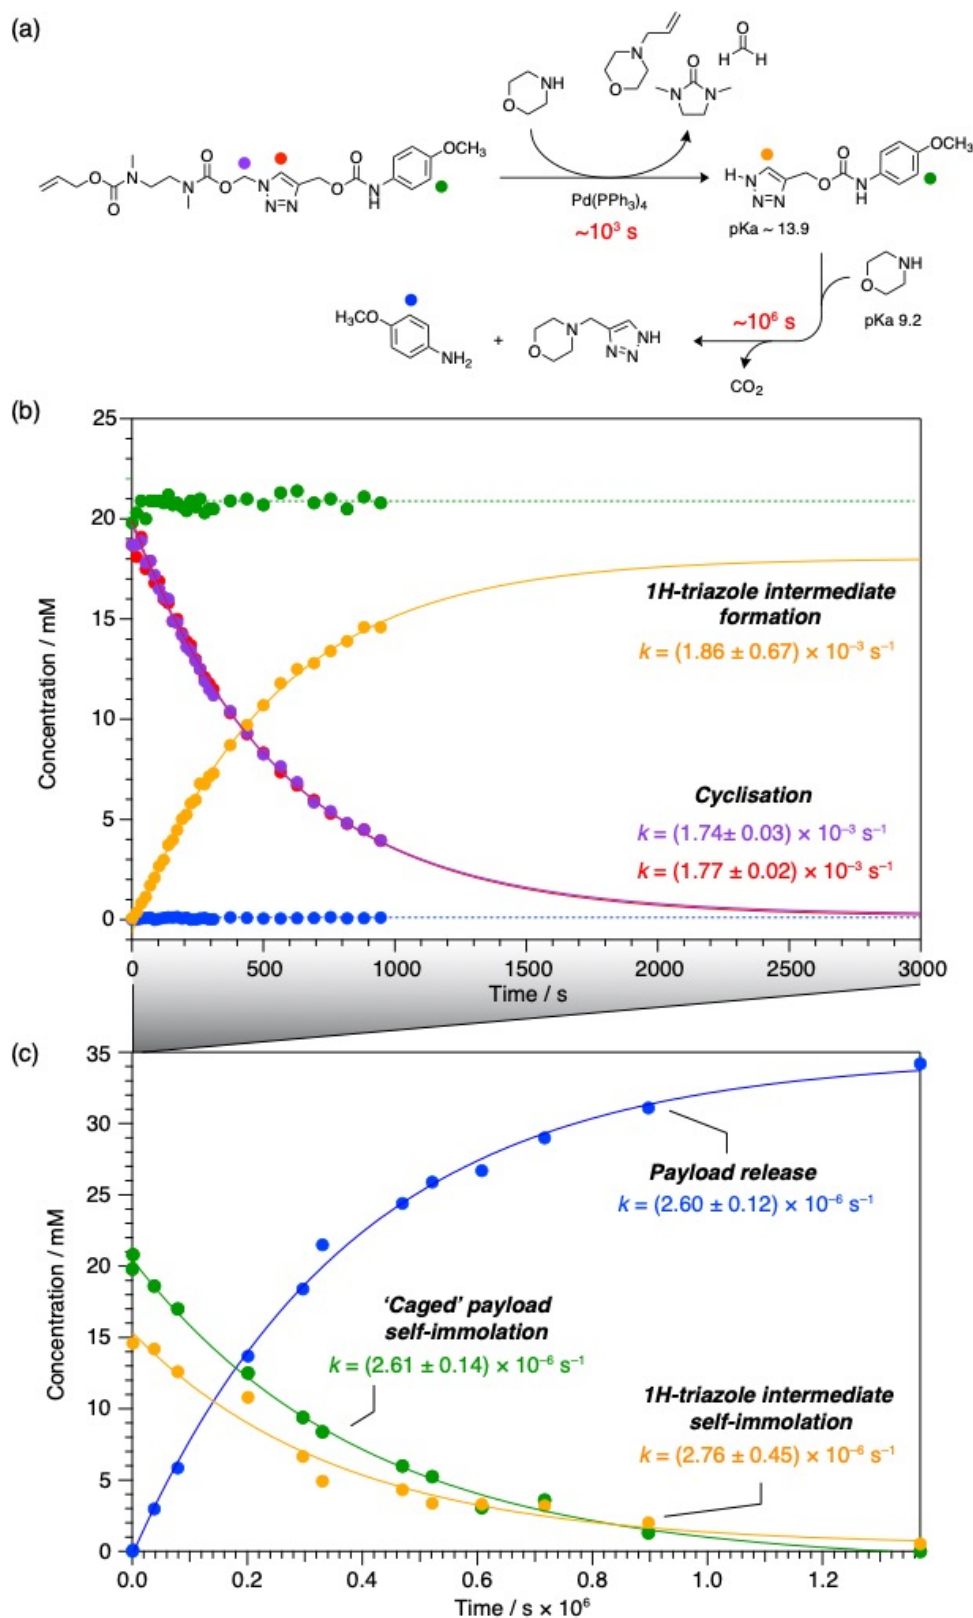 (a)
NH
O
N
O
O
N
N
O
H
H
O
N
O
N
O
O
N
N≈N
O
O
N
H
OCH₃
Pd(PPh₃)₄
~10³ s
H
N
N≈N
O
O
N
H
OCH₃
pKa ~ 13.9
NH
O
pKa 9.2
~10⁶ s
CO₂
H₃CO
NH₂
+
N
O
NH
N≈N
(b)
25
20
15
10
5
0
Concentration / mM
1H-triazole intermediate
formation
k = (1.86 ± 0.67) × 10⁻³ s⁻¹
Cyclisation
k = (1.74± 0.03) × 10⁻³ s⁻¹
k = (1.77 ± 0.02) × 10⁻³ s⁻¹
0 500 1000 1500 2000 2500 3000
Time / s
(c)
35
30
25
20
15
10
5
0
Concentration / mM
Payload release
k = (2.60 ± 0.12) × 10⁻⁶ s⁻¹
‘Caged’ payload
self-immolation
k = (2.61 ± 0.14) × 10⁻⁶ s⁻¹
1H-triazole intermediate
self-immolation
k = (2.76 ± 0.45) × 10⁻⁶ s⁻¹
0.0 0.2 0.4 0.6 0.8 1.0 1.2
Time / s × 10⁶